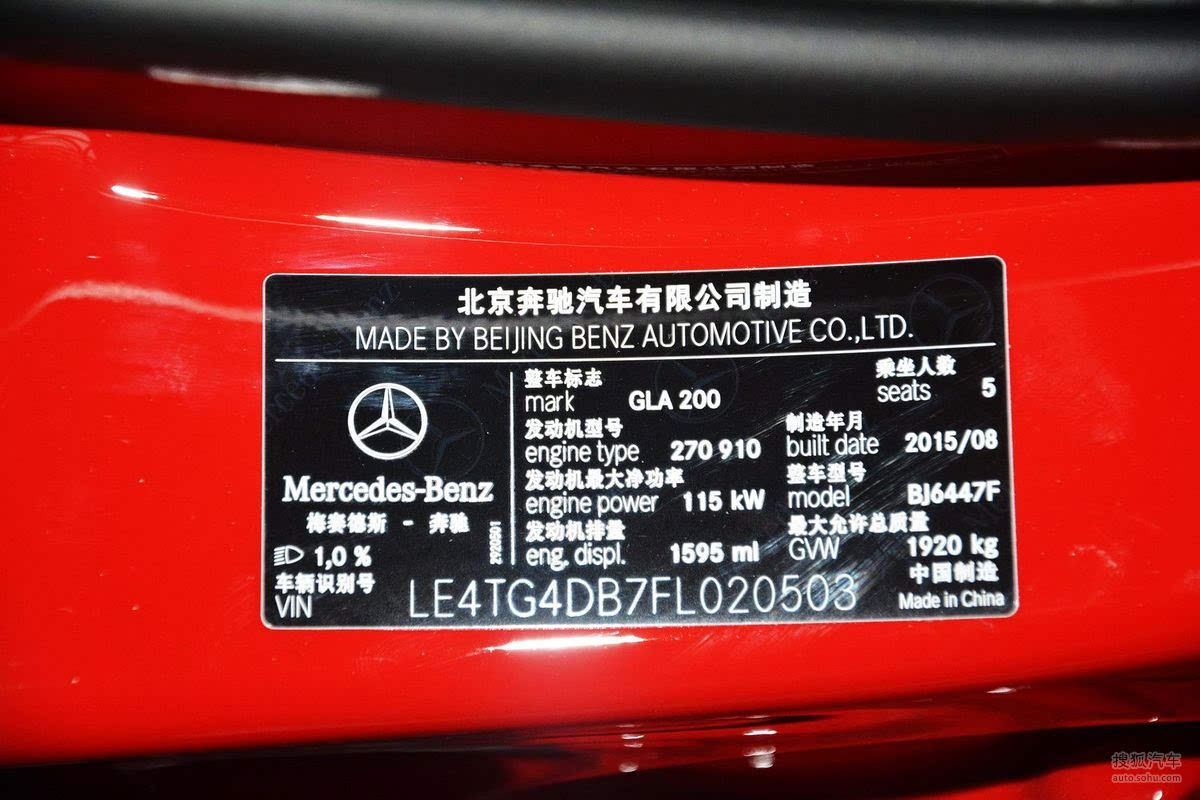 北京奔驰汽车有限公司制造
MADE BY BEIJING BENZ AUTOMOTIVE CO.,LTD.
Mercedes-Benz
梅赛德斯 - 奔驰
1,0 %
2920501
整车标志
mark GLA 200
乘坐人数
seats 5
发动机型号
engine type 270 910
制造年月
built date 2015/08
发动机最大净功率
engine power 115 kW
整车型号
model BJ6447F
发动机排量
eng. displ. 1595 ml
最大允许总质量
GVW 1920 kg
车辆识别号
VIN LE4TG4DB7FL020503
中国制造
Made in China
搜狐汽车
auto.sohu.com